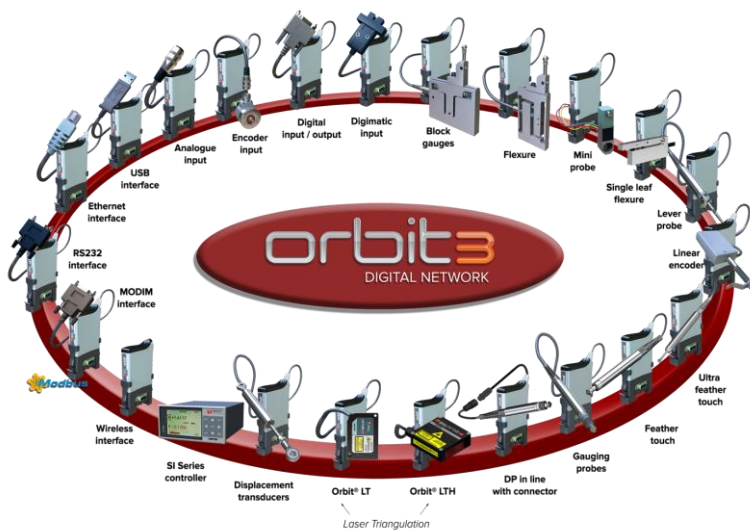 Digital
input / output
Digimatic
input
Block
gauges
Flexure
Mini
probe
Single leaf
flexure
Lever
probe
Linear
encoder
Ultra
feather
touch
Feather
touch
Gauging
probes
DP in line
with connector
Orbit® LTH
Orbit® LT
Laser Triangulation
Displacement
transducers
SI Series
controller
Wireless
interface
Modbus
MODIM
interface
RS232
interface
Ethernet
interface
USB
interface
Analogue
input
Encoder
input
orbit3
DIGITAL NETWORK